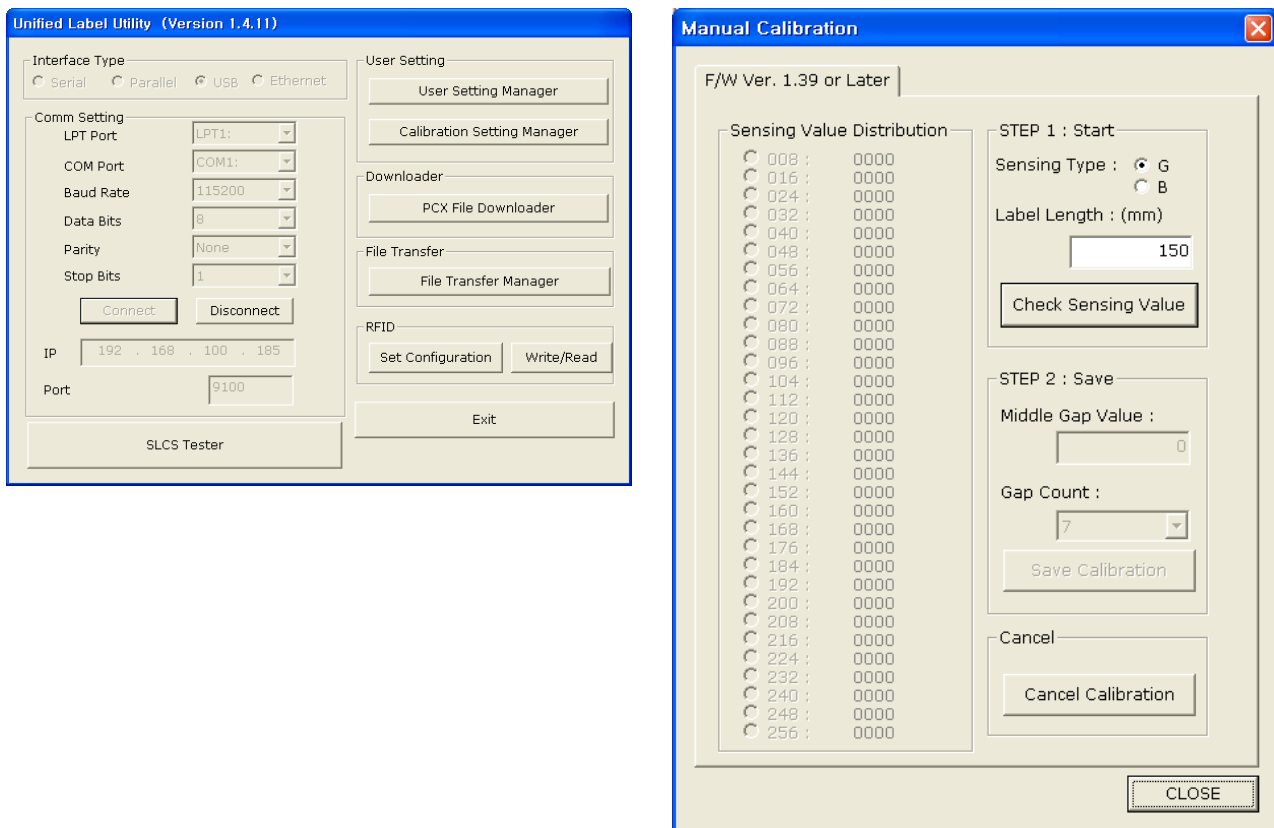 Unified Label Utility (Version 1.4.11)
Interface Type
Serial Parallel USB Ethernet
Comm Setting
LPT Port LPT1:
COM Port COM1:
Baud Rate 115200
Data Bits 8
Parity None
Stop Bits 1
Connect Disconnect
IP 192 . 168 . 100 . 185
Port 9100
SLCS Tester
User Setting
User Setting Manager
Calibration Setting Manager
Downloader
PCX File Downloader
File Transfer
File Transfer Manager
RFID
Set Configuration Write/Read
Exit
Manual Calibration
F/W Ver. 1.39 or Later
Sensing Value Distribution
008 : 0000
016 : 0000
024 : 0000
032 : 0000
040 : 0000
048 : 0000
056 : 0000
064 : 0000
072 : 0000
080 : 0000
088 : 0000
096 : 0000
104 : 0000
112 : 0000
120 : 0000
128 : 0000
136 : 0000
144 : 0000
152 : 0000
160 : 0000
168 : 0000
176 : 0000
184 : 0000
192 : 0000
200 : 0000
208 : 0000
216 : 0000
224 : 0000
232 : 0000
240 : 0000
248 : 0000
256 : 0000
STEP 1 : Start
Sensing Type : G
B
Label Length : (mm)
150
Check Sensing Value
STEP 2 : Save
Middle Gap Value :
0
Gap Count :
7
Save Calibration
Cancel
Cancel Calibration
CLOSE